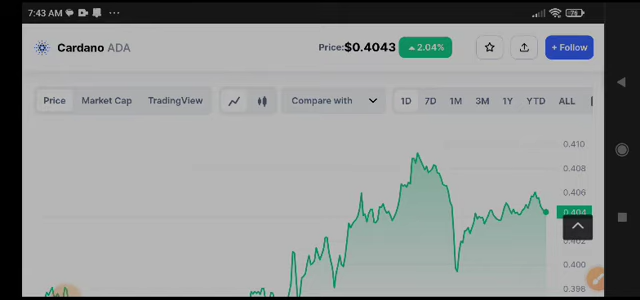 7:43 AM
76
Cardano ADA
Price:$0.4043
2.04%
+ Follow
Price
Market Cap
TradingView
Compare with
1D
7D
1M
3M
1Y
YTD
ALL
0.410
0.408
0.406
0.404
0.402
0.400
0.398